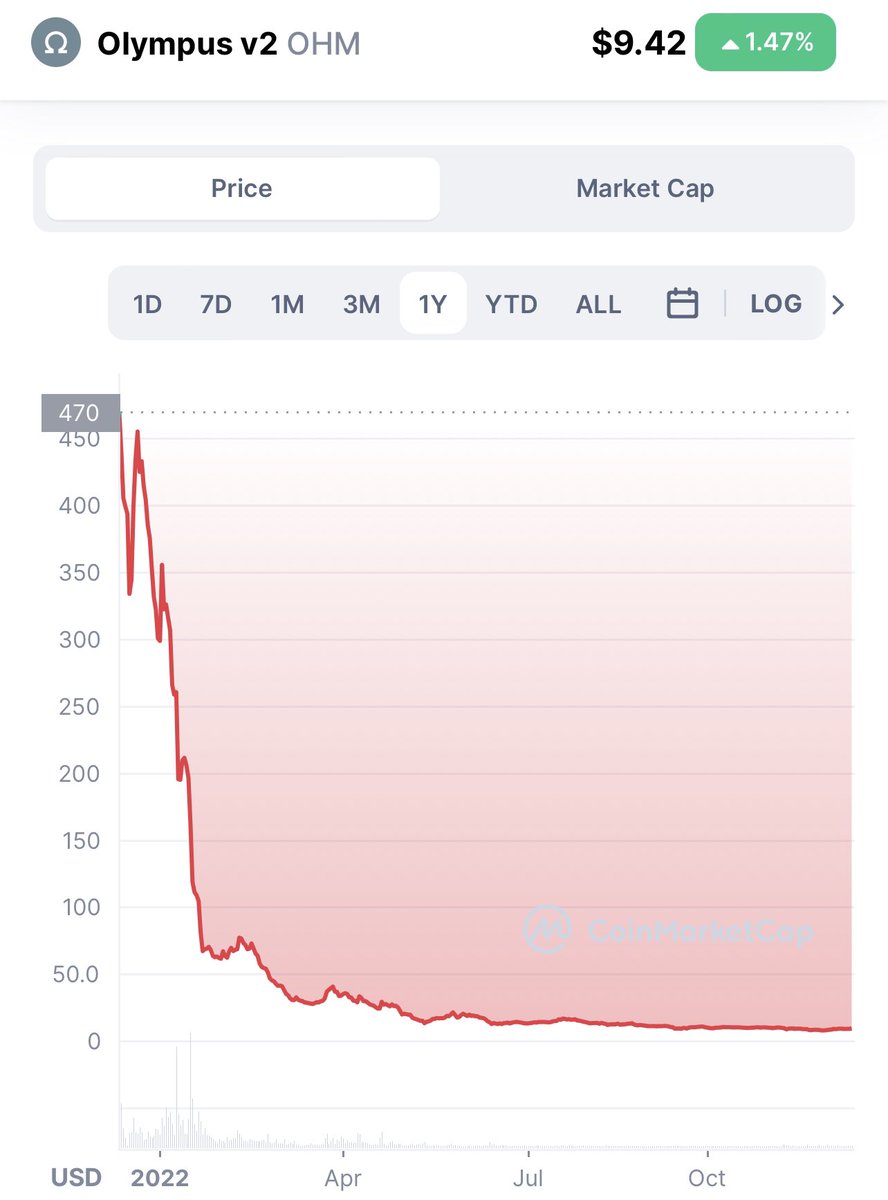 Ω Olympus v2 OHM $9.42 ▲ 1.47%
Price Market Cap
1D 7D 1M 3M 1Y YTD ALL LOG
470
450
400
350
300
250
200
150
100
CoinMarketCap
50.0
0
USD 2022 Apr Jul Oct